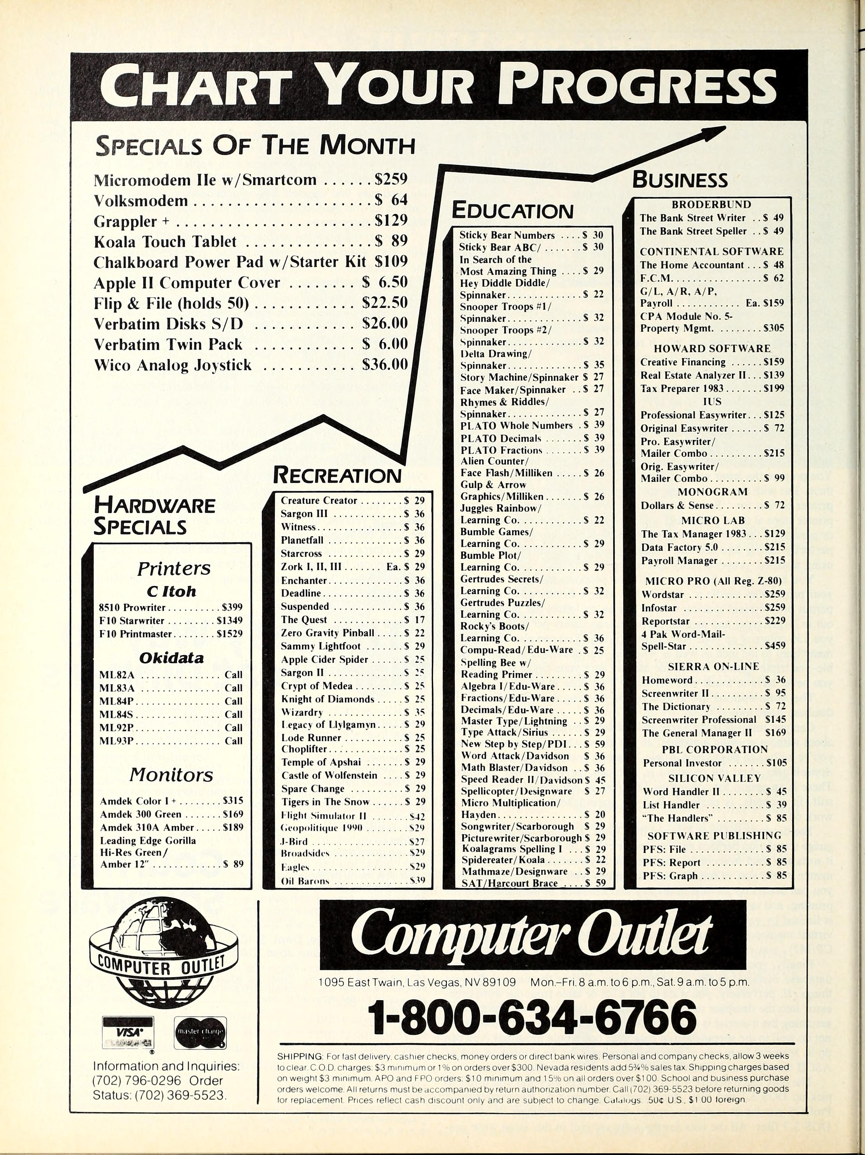 CHART YOUR PROGRESS
SPECIALS OF THE MONTH
Micromodem IIe w/Smartcom ...... $259
Volksmodem .................... $ 64
Grappler + ...................... $129
Koala Touch Tablet .............. $ 89
Chalkboard Power Pad w/Starter Kit $109
Apple II Computer Cover ........ $ 6.50
Flip & File (holds 50) ............ $22.50
Verbatim Disks S/D ............ $26.00
Verbatim Twin Pack ............ $ 6.00
Wico Analog Joystick ........... $36.00
HARDWARE
SPECIALS
Printers
C Itoh
8510 Prowriter .......... $399
F10 Starwriter .......... $1349
F10 Printmaster ........ $1529
Okidata
ML82A ............... Call
ML83A ............... Call
ML84P ............... Call
ML84S ............... Call
ML92P ............... Call
ML93P ............... Call
Monitors
Amdek Color I + ........ $315
Amdek 300 Green ...... $169
Amdek 310A Amber ..... $189
Leading Edge Gorilla
Hi-Res Green/
Amber 12" ............. $ 89
RECREATION
Creature Creator ........ $ 29
Sargon III .............. $ 36
Witness ................ $ 36
Planetfall .............. $ 36
Starcross ............... $ 29
Zork I, II, III ....... Ea. $ 29
Enchanter .............. $ 36
Deadline ............... $ 36
Suspended .............. $ 36
The Quest .............. $ 17
Zero Gravity Pinball ..... $ 22
Sammy Lightfoot ........ $ 29
Apple Cider Spider ...... $ 25
Sargon II ............... $ 25
Crypt of Medea ......... $ 25
Knight of Diamonds ..... $ 25
Wizardry ............... $ 35
Legacy of Llylgamyn ..... $ 29
Lode Runner ............ $ 25
Choplifter .............. $ 25
Temple of Apshai ....... $ 29
Castle of Wolfenstein .... $ 29
Spare Change ........... $ 29
Tigers in The Snow ...... $ 29
Flight Simulator II ....... $42
Geopolitique 1990 ........ $29
J-Bird .................. $27
Broadsides .............. $29
Eagles .................. $29
Oil Barons .............. $39
EDUCATION
Sticky Bear Numbers .... $ 30
Sticky Bear ABC/ ....... $ 30
In Search of the
Most Amazing Thing .... $ 29
Hey Diddle Diddle/
Spinnaker .............. $ 22
Snooper Troops #1/
Spinnaker .............. $ 32
Snooper Troops #2/
Spinnaker .............. $ 32
Delta Drawing/
Spinnaker .............. $ 35
Story Machine/Spinnaker $ 27
Face Maker/Spinnaker .. $ 27
Rhymes & Riddles/
Spinnaker .............. $ 27
PLATO Whole Numbers . $ 39
PLATO Decimals ....... $ 39
PLATO Fractions ....... $ 39
Alien Counter/
Face Flash/Milliken ..... $ 26
Gulp & Arrow
Graphics/Milliken ....... $ 26
Juggles Rainbow/
Learning Co. ........... $ 22
Bumble Games/
Learning Co. ........... $ 29
Bumble Plot/
Learning Co. ........... $ 29
Gertrudes Secrets/
Learning Co. ........... $ 32
Gertrudes Puzzles/
Learning Co. ........... $ 32
Rocky's Boots/
Learning Co. ........... $ 36
Compu-Read/Edu-Ware . $ 25
Spelling Bee w/
Reading Primer ......... $ 29
Algebra I/Edu-Ware ..... $ 36
Fractions/Edu-Ware ..... $ 36
Decimals/Edu-Ware ..... $ 36
Master Type/Lightning .. $ 29
Type Attack/Sirius ...... $ 29
New Step by Step/PDI ... $ 59
Word Attack/Davidson $ 36
Math Blaster/Davidson .. $ 36
Speed Reader II/Davidson $ 45
Spellicopter/Designware $ 27
Micro Multiplication/
Hayden ................ $ 20
Songwriter/Scarborough $ 29
Picturewriter/Scarborough $ 29
Koalagrams Spelling I ... $ 29
Spidereater/Koala ....... $ 22
Mathmaze/Designware .. $ 29
SAT/Harcourt Brace .... $ 59
BUSINESS
BRODERBUND
The Bank Street Writer .. $ 49
The Bank Street Speller .. $ 49
CONTINENTAL SOFTWARE
The Home Accountant ... $ 48
F.C.M. ................ $ 62
G/L, A/R, A/P,
Payroll ........... Ea. $159
CPA Module No. 5-
Property Mgmt. ....... $305
HOWARD SOFTWARE
Creative Financing ...... $159
Real Estate Analyzer II ... $139
Tax Preparer 1983 ....... $199
IUS
Professional Easywriter ... $125
Original Easywriter ...... $ 72
Pro. Easywriter/
Mailer Combo .......... $215
Orig. Easywriter/
Mailer Combo .......... $ 99
MONOGRAM
Dollars & Sense ......... $ 72
MICRO LAB
The Tax Manager 1983 ... $129
Data Factory 5.0 ........ $215
Payroll Manager ........ $215
MICRO PRO (All Reg. Z-80)
Wordstar .............. $259
Infostar ............... $259
Reportstar ............. $229
4 Pak Word-Mail-
Spell-Star .............. $459
SIERRA ON-LINE
Homeword ............. $ 36
Screenwriter II .......... $ 95
The Dictionary ......... $ 72
Screenwriter Professional $145
The General Manager II $169
PBL CORPORATION
Personal Investor ....... $105
SILICON VALLEY
Word Handler II ........ $ 45
List Handler ........... $ 39
"The Handlers" ......... $ 85
SOFTWARE PUBLISHING
PFS: File .............. $ 85
PFS: Report ............ $ 85
PFS: Graph ............ $ 85
COMPUTER OUTLET
VISA®
master charge
Information and Inquiries:
(702) 796-0296 Order
Status: (702) 369-5523.
Computer Outlet
1095 East Twain, Las Vegas, NV 89109 Mon.–Fri. 8 a.m. to 6 p.m., Sat. 9 a.m. to 5 p.m.
1-800-634-6766
SHIPPING: For fast delivery, cashier checks, money orders or direct bank wires. Personal and company checks, allow 3 weeks
to clear. C.O.D. charges: $3 minimum or 1% on orders over $300. Nevada residents add 5¾% sales tax. Shipping charges based
on weight $3 minimum. APO and FPO orders: $10 minimum and 15% on all orders over $100. School and business purchase
orders welcome. All returns must be accompanied by return authorization number. Call (702) 369-5523 before returning goods
for replacement. Prices reflect cash discount only and are subject to change. Catalogs: 50¢ U.S., $1.00 foreign.